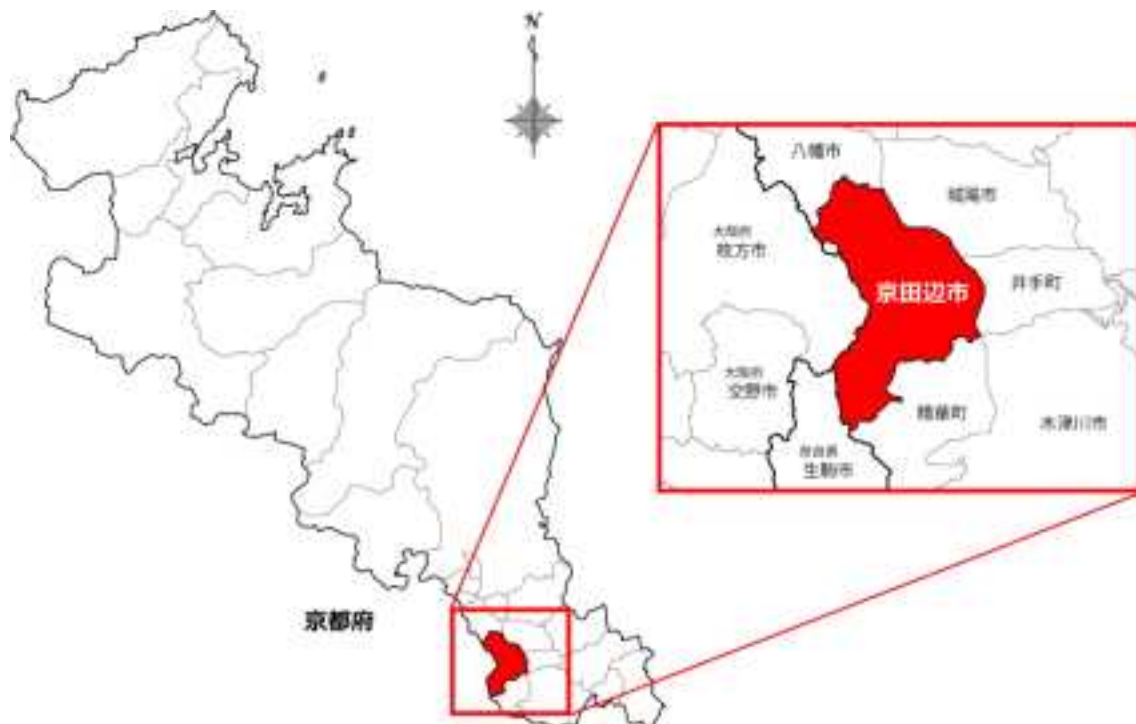 N
八幡市
城陽市
大阪府
枚方市
京田辺市
井手町
大阪府
交野市
精華町
木津川市
奈良県
生駒市
京都府